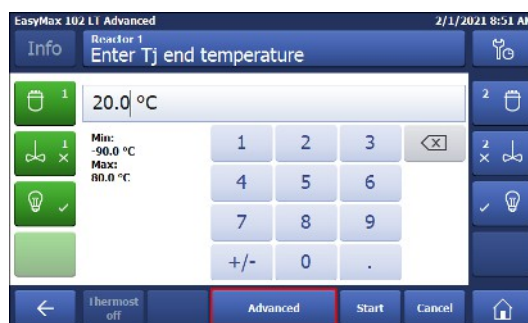 EasyMax 102 LT Advanced 2/1/2021 8:51 AM
Info
Reactor 1
Enter Tj end temperature
1
20.0 °C
2
1
Min:
-90.0 °C
Max:
80.0 °C
1 2 3
2
4 5 6
7 8 9
+/- 0 .
Thermost
off
Advanced
Start
Cancel